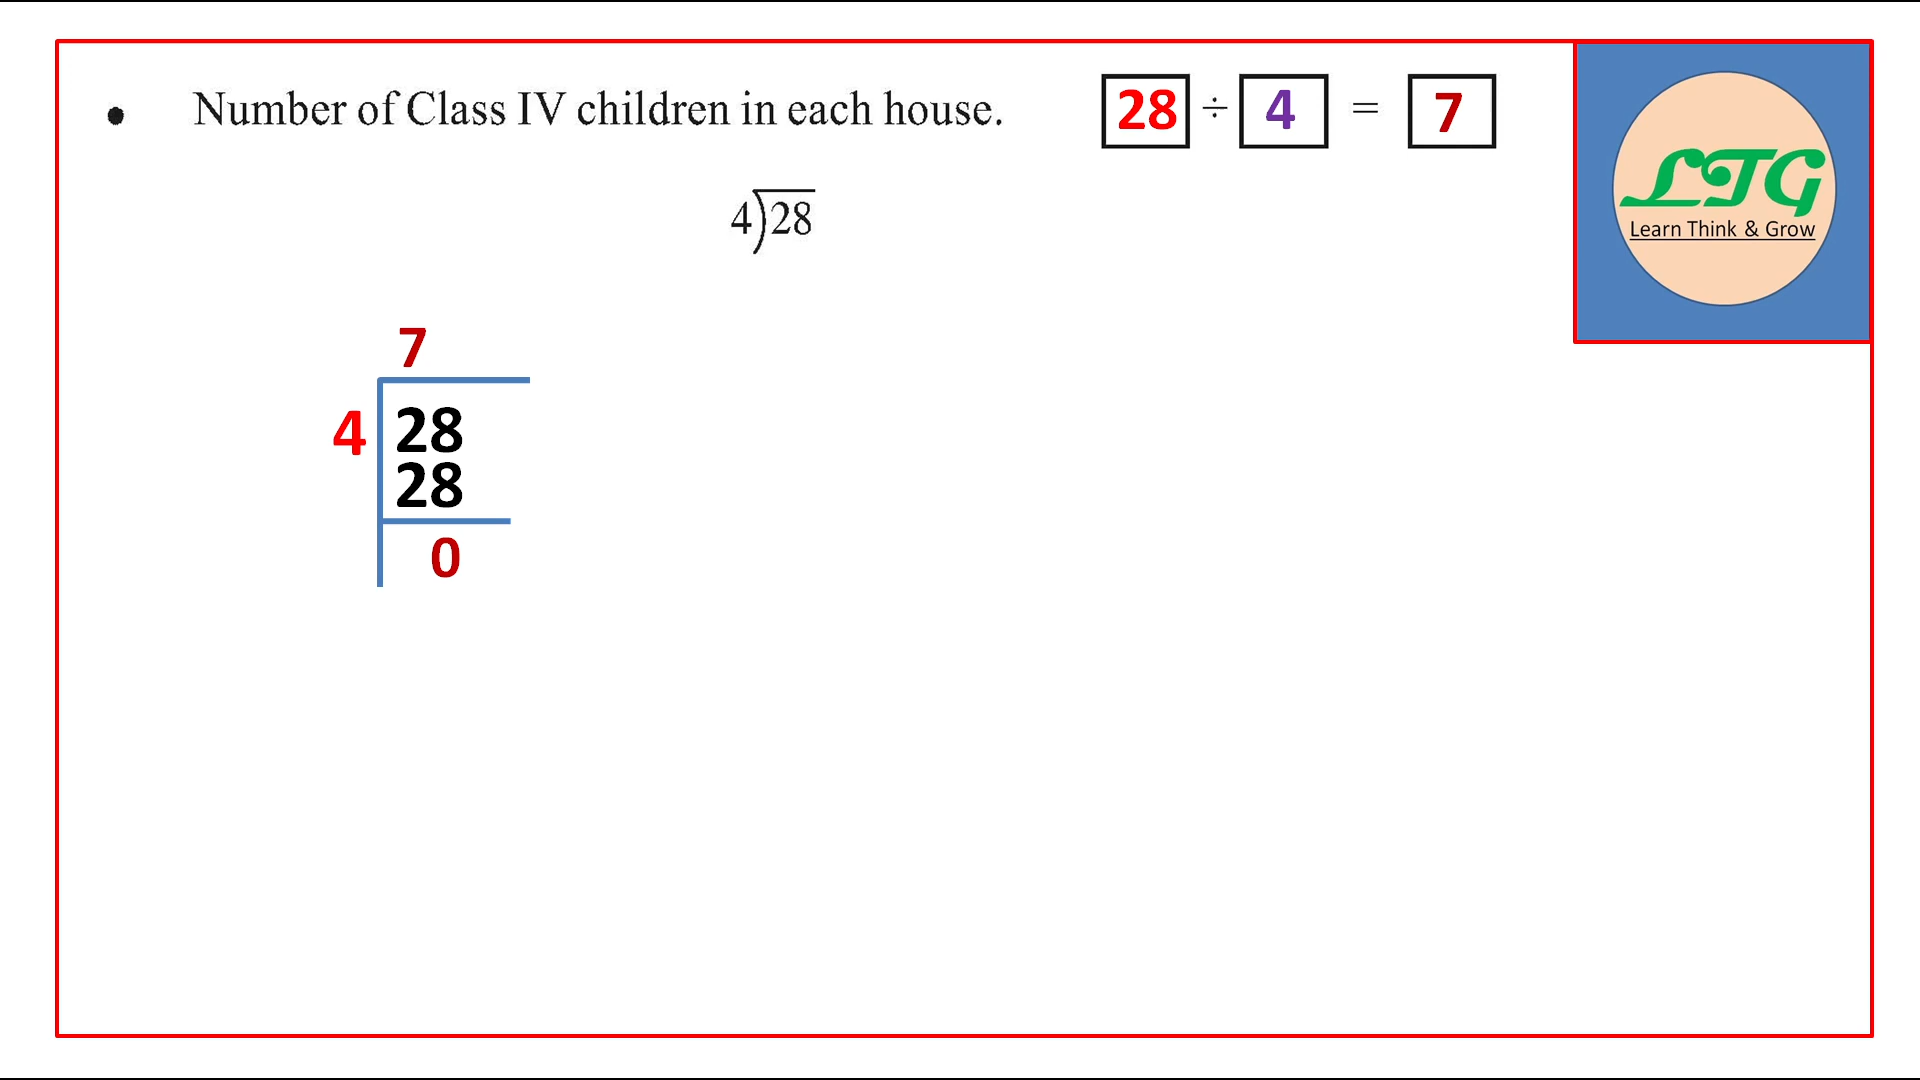 • Number of Class IV children in each house. 28 ÷ 4 = 7
4)28
LTG
Learn Think & Grow
7
4 28
28
0